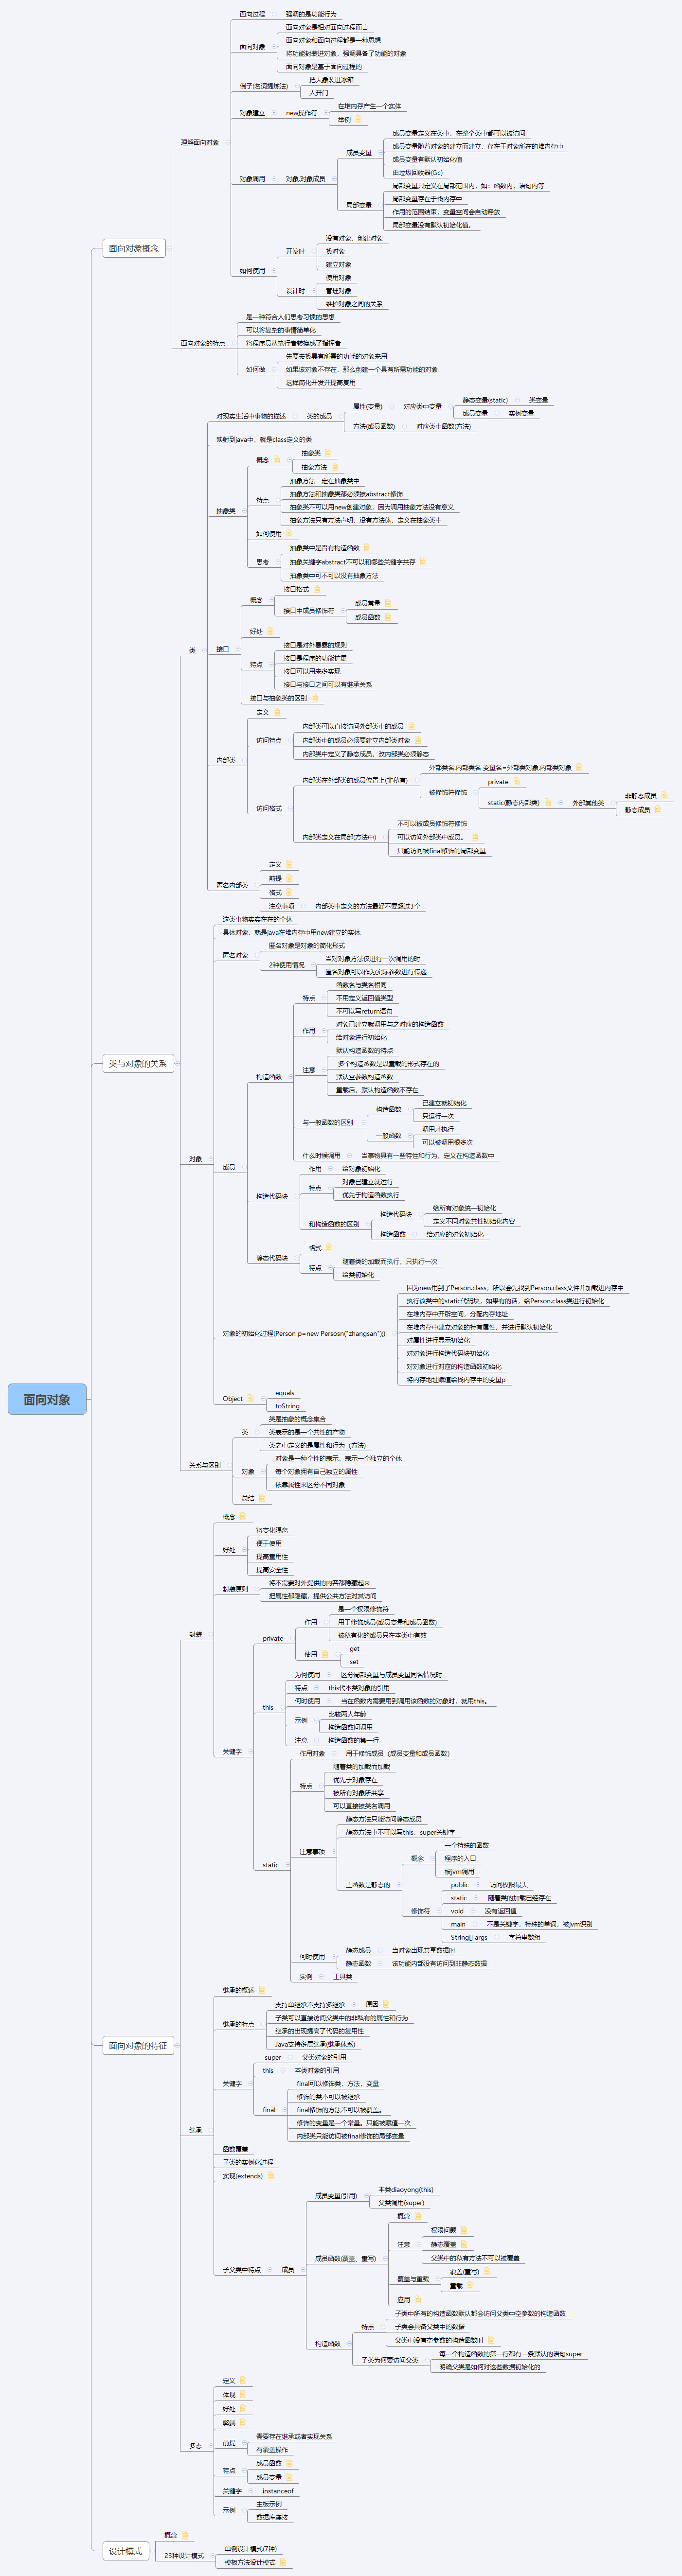 面向过程
强调的是功能行为
面向对象
面向对象是相对面向过程而言
面向对象和面向过程都是一种思想
将功能封装进对象，强调具备了功能的对象
面向对象是基于面向过程的
例子(名词提炼法)
把大象装进冰箱
人开门
对象建立
new操作符
在堆内存产生一个实体
举例
理解面向对象
对象调用
对象.对象成员
成员变量
成员变量定义在类中，在整个类中都可以被访问
成员变量随着对象的建立而建立，存在于对象所在的堆内存中
成员变量有默认初始化值
由垃圾回收器(Gc)
局部变量
局部变量只定义在局部范围内，如：函数内，语句内等
局部变量存在于栈内存中
作用的范围结束，变量空间会自动释放
局部变量没有默认初始化值。
面向对象概念
如何使用
开发时
没有对象，创建对象
找对象
建立对象
设计时
使用对象
管理对象
维护对象之间的关系
面向对象的特点
是一种符合人们思考习惯的思想
可以将复杂的事情简单化
将程序员从执行者转换成了指挥者
如何做
先要去找具有所需的功能的对象来用
如果该对象不存在，那么创建一个具有所需功能的对象
这样简化开发并提高复用
对现实生活中事物的描述
类的成员
属性(变量)
对应类中变量
静态变量(static)
类变量
成员变量
实例变量
方法(成员函数)
对应类中函数(方法)
映射到java中，就是class定义的类
抽象类
概念
抽象类
抽象方法
特点
抽象方法一定在抽象类中
抽象方法和抽象类都必须被abstract修饰
抽象类不可以用new创建对象，因为调用抽象方法没有意义
抽象方法只有方法声明，没有方法体，定义在抽象类中
如何使用
思考
抽象类中是否有构造函数
抽象关键字abstract不可以和哪些关键字共存
抽象类中可不可以没有抽象方法
类
接口
概念
接口格式
接口中成员修饰符
成员常量
成员函数
好处
特点
接口是对外暴露的规则
接口是程序的功能扩展
接口可以用来多实现
接口与接口之间可以有继承关系
接口与抽象类的区别
内部类
定义
访问特点
内部类可以直接访问外部类中的成员
内部类中的成员必须要建立内部类对象
内部类中定义了静态成员，改内部类必须静态
访问格式
内部类在外部类的成员位置上(非私有)
外部类名.内部类名 变量名=外部类对象.内部类对象
被修饰符修饰
private
static(静态内部类)
外部其他类
非静态成员
静态成员
内部类定义在局部(方法中)
不可以被成员修饰符修饰
可以访问外部类中成员。
只能访问被final修饰的局部变量
匿名内部类
定义
前提
格式
注意事项
内部类中定义的方法最好不要超过3个
类与对象的关系
对象
这类事物实实在在的个体
具体对象，就是java在堆内存中用new建立的实体
匿名对象
匿名对象是对象的简化形式
2种使用情况
当对对象方法仅进行一次调用的时
匿名对象可以作为实际参数进行传递
成员
构造函数
特点
函数名与类名相同
不用定义返回值类型
不可以写return语句
作用
对象已建立就调用与之对应的构造函数
给对象进行初始化
注意
默认构造函数的特点
多个构造函数是以重载的形式存在的
默认空参数构造函数
重载后，默认构造函数不存在
与一般函数的区别
构造函数
已建立就初始化
只运行一次
一般函数
调用才执行
可以被调用很多次
什么时候调用
当事物具有一些特性和行为，定义在构造函数中
构造代码块
作用
给对象初始化
特点
对象已建立就运行
优先于构造函数执行
和构造函数的区别
构造代码块
给所有对象统一初始化
定义不同对象共性初始化内容
构造函数
给对应的对象初始化
静态代码块
格式
特点
随着类的加载而执行，只执行一次
给类初始化
对象的初始化过程(Person p=new Persosn("zhangsan");)
因为new用到了Person.class，所以会先找到Person.class文件并加载进内存中
执行该类中的static代码块，如果有的话，给Person.class类进行初始化
在堆内存中开辟空间，分配内存地址
在堆内存中建立对象的特有属性，并进行默认初始化
对属性进行显示初始化
对对象进行构造代码块初始化
对对象进行对应的构造函数初始化
将内存地址赋值给栈内存中的变量p
Object
equals
toString
关系与区别
类
类是抽象的概念集合
类表示的是一个共性的产物
类之中定义的是属性和行为（方法）
对象
对象是一种个性的表示，表示一个独立的个体
每个对象拥有自己独立的属性
依靠属性来区分不同对象
总结
面向对象
封装
概念
好处
将变化隔离
便于使用
提高重用性
提高安全性
封装原则
将不需要对外提供的内容都隐藏起来
把属性都隐藏，提供公共方法对其访问
关键字
private
作用
是一个权限修饰符
用于修饰成员(成员变量和成员函数)
被私有化的成员只在本类中有效
使用
get
set
this
为何使用
区分局部变量与成员变量同名情况时
特点
this代本类对象的引用
何时使用
当在函数内需要用到调用该函数的对象时，就用this。
示例
比较两人年龄
构造函数间调用
注意
构造函数的第一行
static
作用对象
用于修饰成员（成员变量和成员函数）
特点
随着类的加载而加载
优先于对象存在
被所有对象所共享
可以直接被类名调用
注意事项
静态方法只能访问静态成员
静态方法中不可以写this，super关键字
主函数是静态的
概念
一个特殊的函数
程序的入口
被jvm调用
修饰符
public
访问权限最大
static
随着类的加载已经存在
void
没有返回值
main
不是关键字，特殊的单词，被jvm识别
String[] args
字符串数组
何时使用
静态成员
当对象出现共享数据时
静态函数
该功能内部没有访问到非静态数据
实例
工具类
面向对象的特征
继承
继承的概述
继承的特点
支持单继承不支持多继承
原因
子类可以直接访问父类中的非私有的属性和行为
继承的出现提高了代码的复用性
Java支持多层继承(继承体系)
关键字
super
父类对象的引用
this
本类对象的引用
final
final可以修饰类，方法，变量
修饰的类不可以被继承
final修饰的方法不可以被覆盖。
修饰的变量是一个常量。只能被赋值一次
内部类只能访问被final修饰的局部变量
函数覆盖
子类的实例化过程
实现(extends)
子父类中特点
成员
成员变量(引用)
本类diaoyong(this)
父类调用(super)
成员函数(覆盖，重写)
概念
注意
权限问题
静态覆盖
父类中的私有方法不可以被覆盖
覆盖与重载
覆盖(重写)
重载
应用
构造函数
特点
子类中所有的构造函数默认都会访问父类中空参数的构造函数
子类会具备父类中的数据
父类中没有空参数的构造函数时
子类为何要访问父类
每一个构造函数的第一行都有一条默认的语句super
明确父类是如何对这些数据初始化的
多态
定义
体现
好处
弊端
前提
需要存在继承或者实现关系
有覆盖操作
特点
成员函数
成员变量
关键字
instanceof
示例
主板示例
数据库连接
设计模式
概念
23种设计模式
单例设计模式(7种)
模板方法设计模式